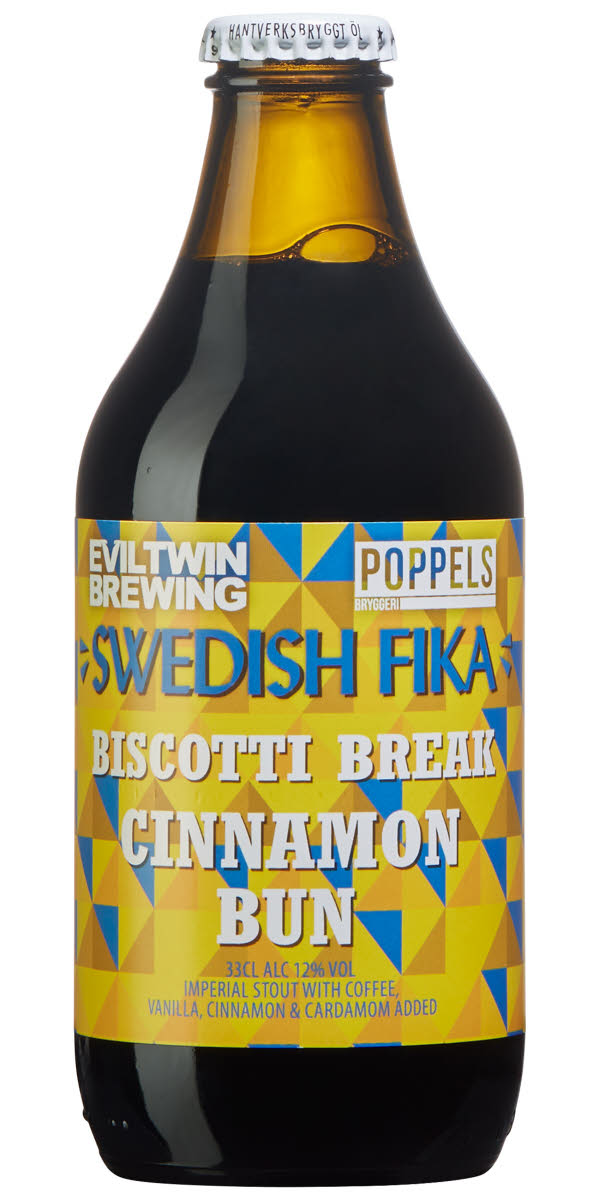 HANTVERKSBRYGGT ÖL
EVILTWIN
BREWING
POPPELS
BRYGGERI
SWEDISH FIKA
BISCOTTI BREAK
CINNAMON
BUN
33CL ALC 12% VOL
IMPERIAL STOUT WITH COFFEE,
VANILLA, CINNAMON & CARDAMOM ADDED